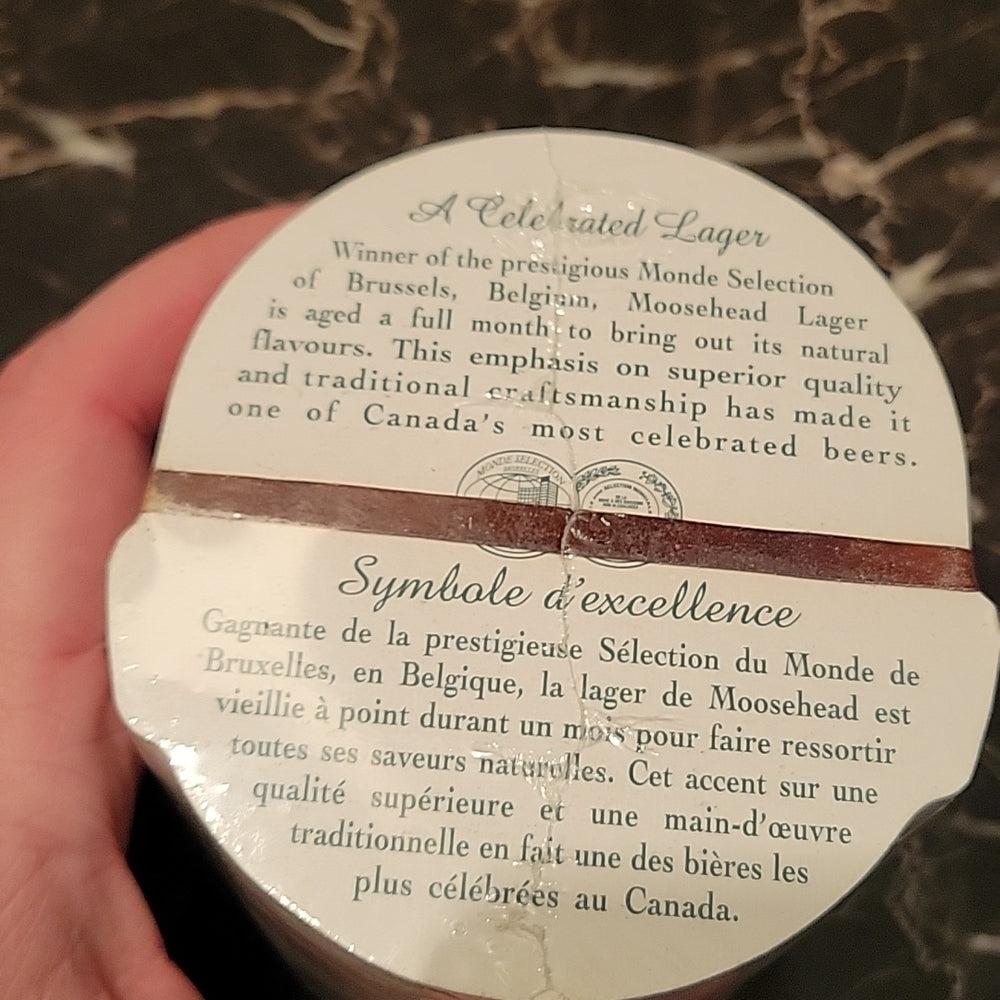 A Celebrated Lager
Winner of the prestigious Monde Selection
of Brussels, Belgium, Moosehead Lager
is aged a full month to bring out its natural
flavours. This emphasis on superior quality
and traditional craftsmanship has made it
one of Canada's most celebrated beers.
MONDE SELECTION
BRUXELLES
Symbole d'excellence
Gagnante de la prestigieuse Sélection du Monde de
Bruxelles, en Belgique, la lager de Moosehead est
vieillie à point durant un mois pour faire ressortir
toutes ses saveurs naturelles. Cet accent sur une
qualité supérieure et une main-d'œuvre
traditionnelle en fait une des bières les
plus célébrées au Canada.